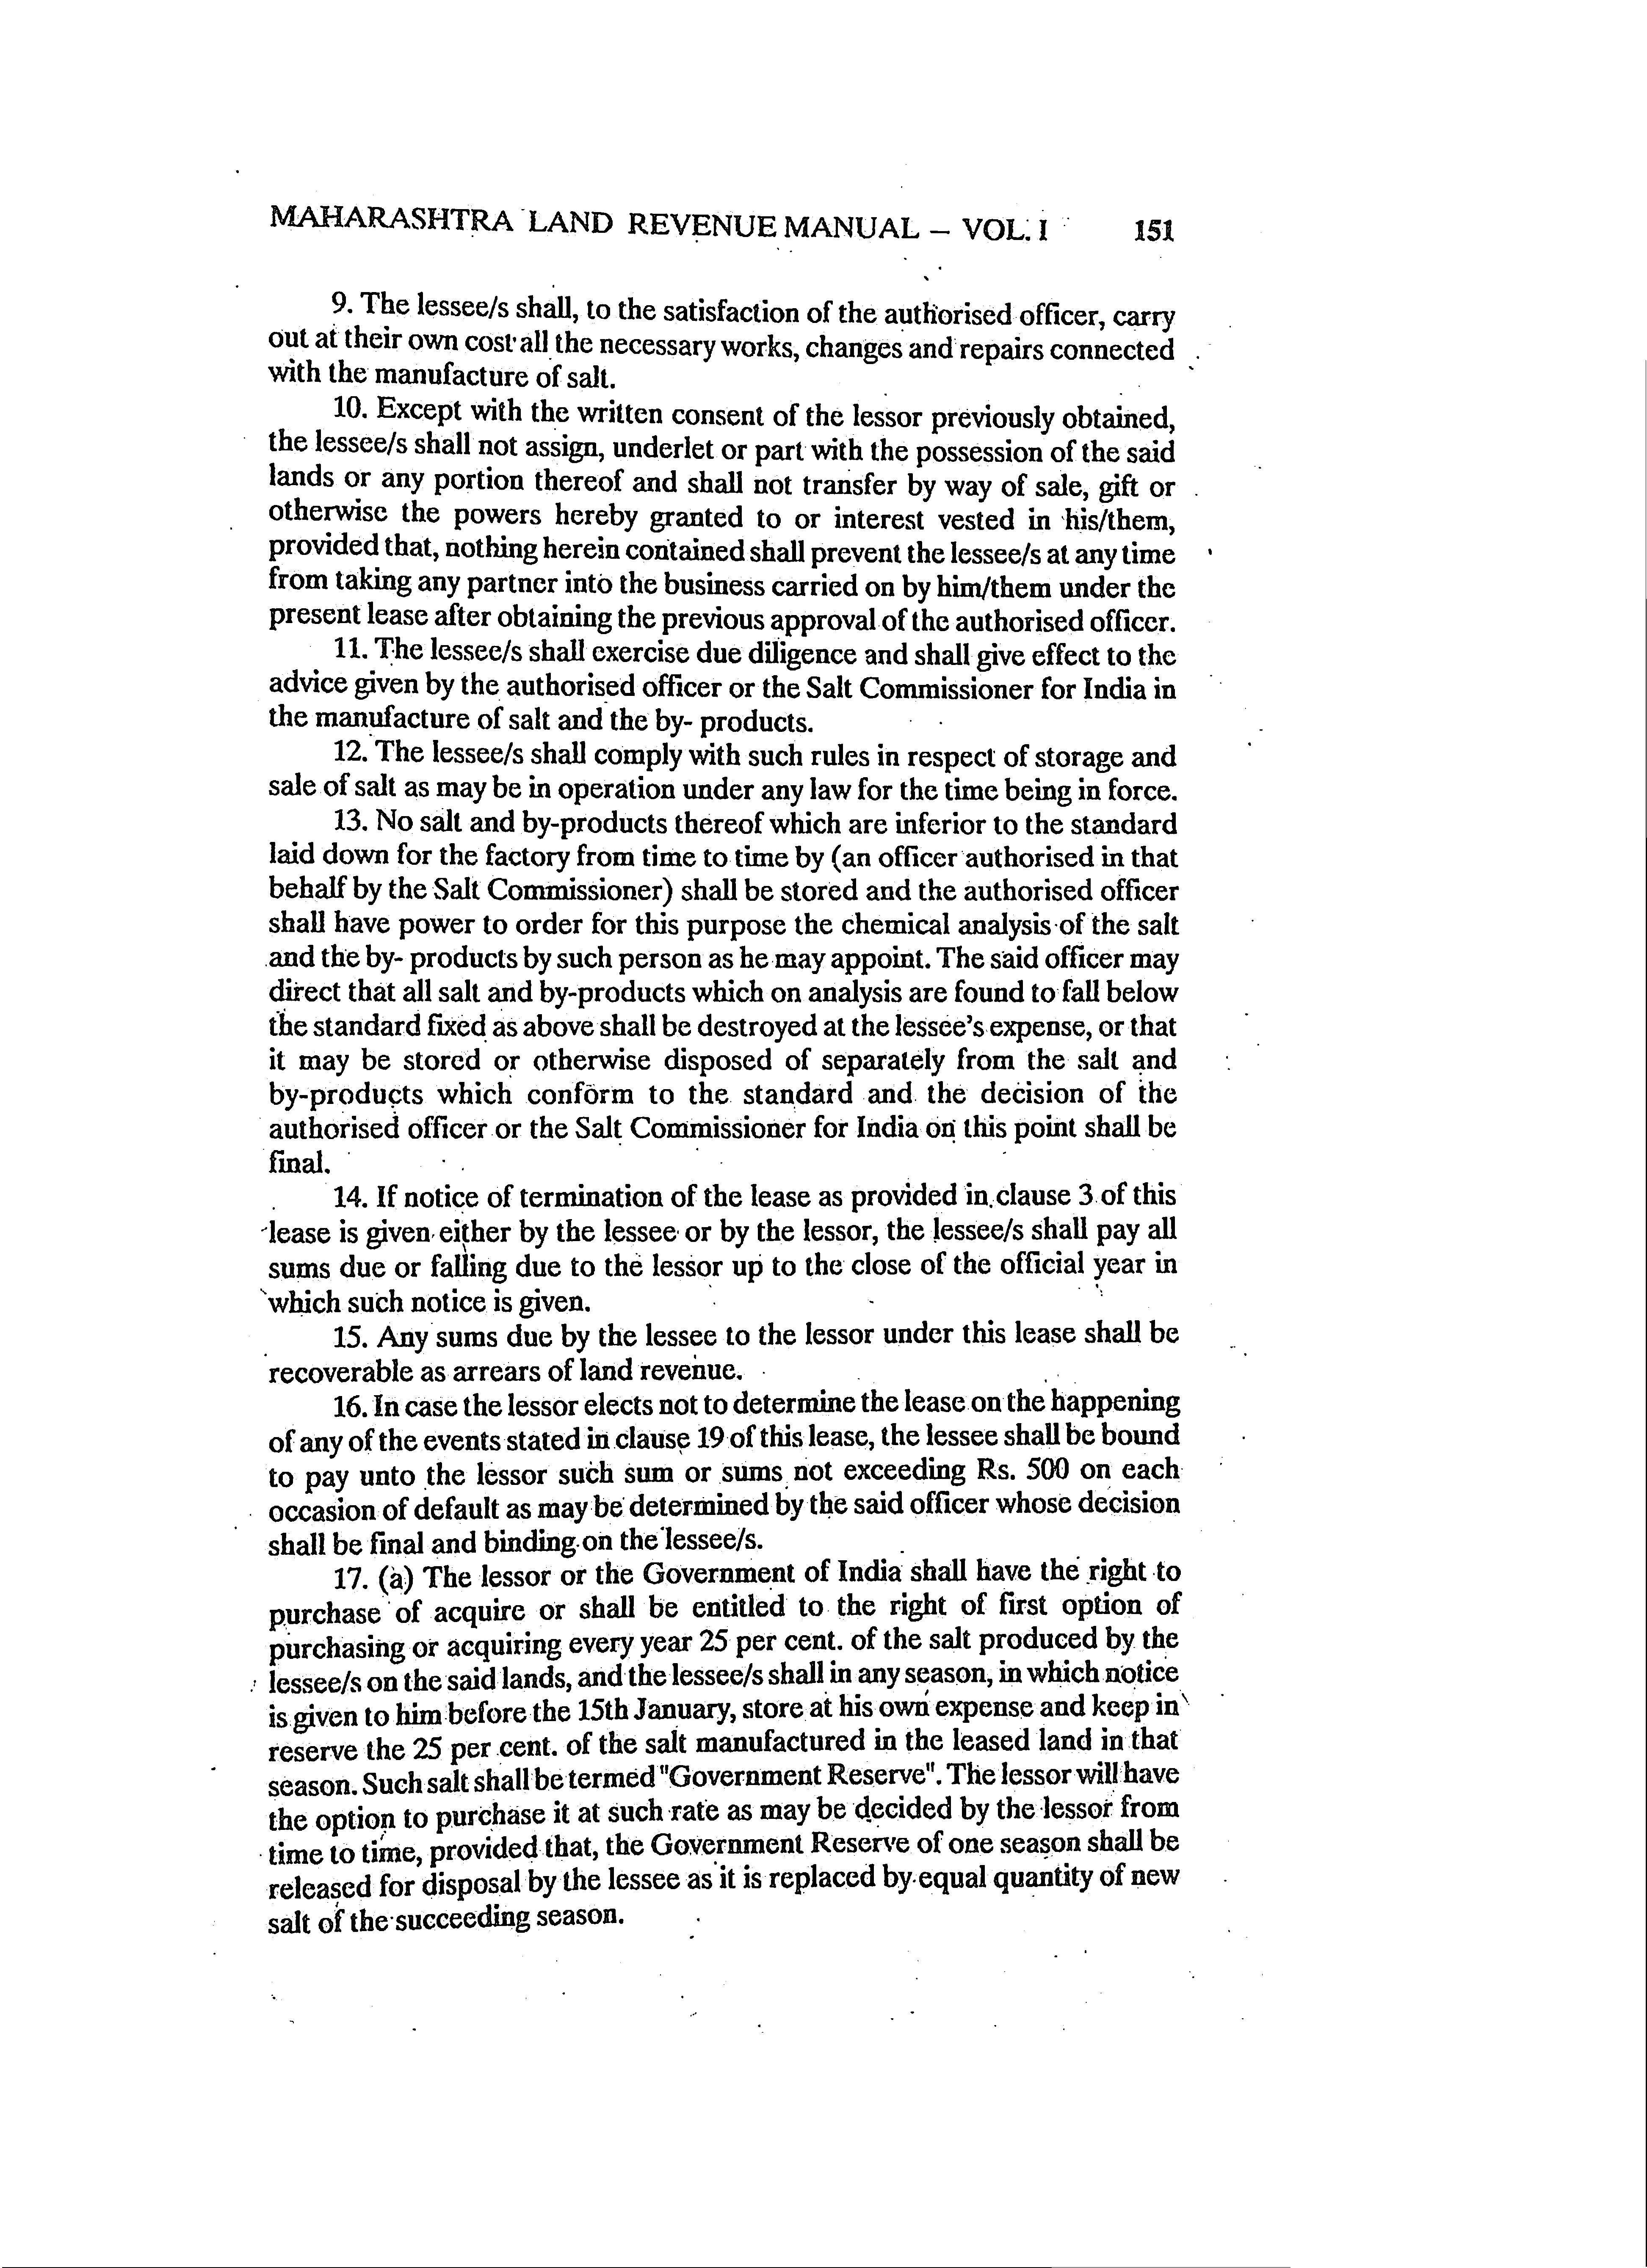 MAHARASHTRA LAND REVENUE MANUAL – VOL. I 151
9. The lessee/s shall, to the satisfaction of the authorised officer, carry
out at their own cost all the necessary works, changes and repairs connected
with the manufacture of salt.
10. Except with the written consent of the lessor previously obtained,
the lessee/s shall not assign, underlet or part with the possession of the said
lands or any portion thereof and shall not transfer by way of sale, gift or
otherwise the powers hereby granted to or interest vested in his/them,
provided that, nothing herein contained shall prevent the lessee/s at any time
from taking any partner into the business carried on by him/them under the
present lease after obtaining the previous approval of the authorised officer.
11. The lessee/s shall exercise due diligence and shall give effect to the
advice given by the authorised officer or the Salt Commissioner for India in
the manufacture of salt and the by- products.
12. The lessee/s shall comply with such rules in respect of storage and
sale of salt as may be in operation under any law for the time being in force.
13. No salt and by-products thereof which are inferior to the standard
laid down for the factory from time to time by (an officer authorised in that
behalf by the Salt Commissioner) shall be stored and the authorised officer
shall have power to order for this purpose the chemical analysis of the salt
and the by- products by such person as he may appoint. The said officer may
direct that all salt and by-products which on analysis are found to fall below
the standard fixed as above shall be destroyed at the lessee's expense, or that
it may be stored or otherwise disposed of separately from the salt and
by-products which conform to the standard and the decision of the
authorised officer or the Salt Commissioner for India on this point shall be
final.
14. If notice of termination of the lease as provided in clause 3 of this
lease is given either by the lessee or by the lessor, the lessee/s shall pay all
sums due or falling due to the lessor up to the close of the official year in
which such notice is given.
15. Any sums due by the lessee to the lessor under this lease shall be
recoverable as arrears of land revenue.
16. In case the lessor elects not to determine the lease on the happening
of any of the events stated in clause 19 of this lease, the lessee shall be bound
to pay unto the lessor such sum or sums not exceeding Rs. 500 on each
occasion of default as may be determined by the said officer whose decision
shall be final and binding on the lessee/s.
17. (a) The lessor or the Government of India shall have the right to
purchase of acquire or shall be entitled to the right of first option of
purchasing or acquiring every year 25 per cent. of the salt produced by the
lessee/s on the said lands, and the lessee/s shall in any season, in which notice
is given to him before the 15th January, store at his own expense and keep in
reserve the 25 per cent. of the salt manufactured in the leased land in that
season. Such salt shall be termed "Government Reserve". The lessor will have
the option to purchase it at such rate as may be decided by the lessor from
time to time, provided that, the Government Reserve of one season shall be
released for disposal by the lessee as it is replaced by equal quantity of new
salt of the succeeding season.